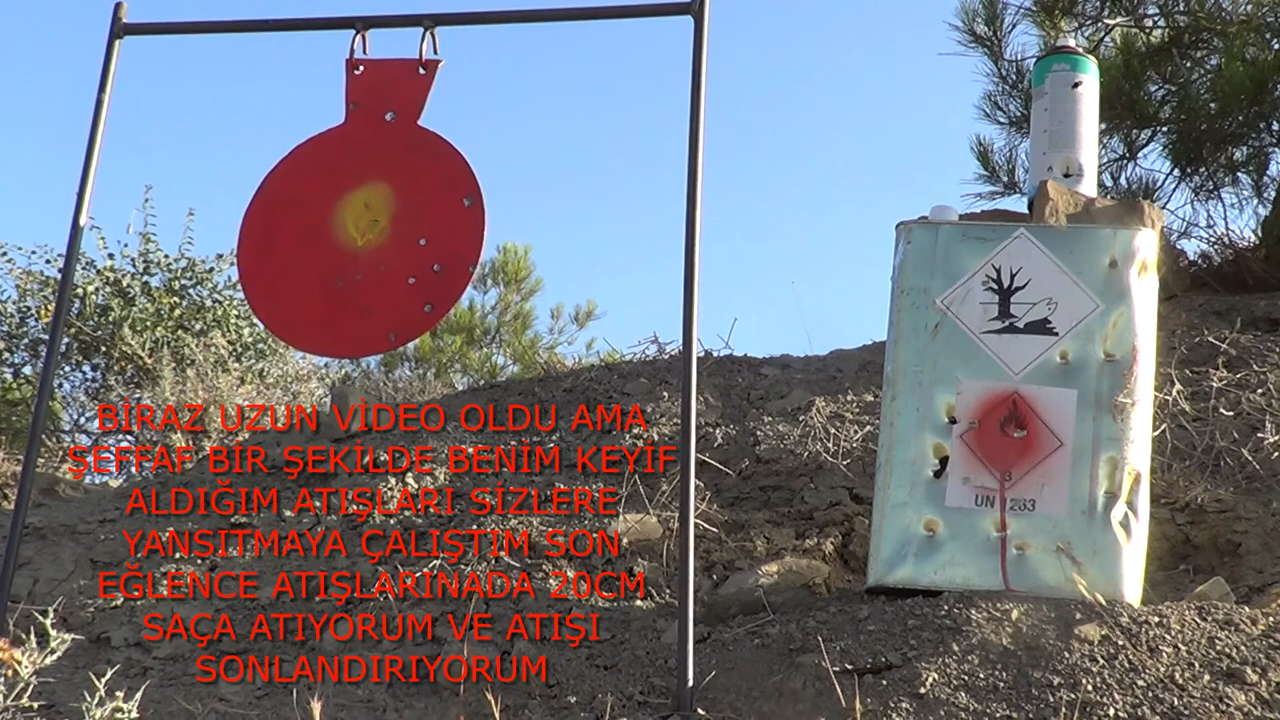 BİRAZ UZUN VİDEO OLDU AMA
ŞEFFAF BİR ŞEKİLDE BENİM KEYİF
ALDIĞIM ATIŞLARI SİZLERE
YANSITMAYA ÇALIŞTIM SON
EĞLENCE ATIŞLARINADA 20CM
SAÇA ATIYORUM VE ATIŞI
SONLANDIRIYORUM
3
UN 1263